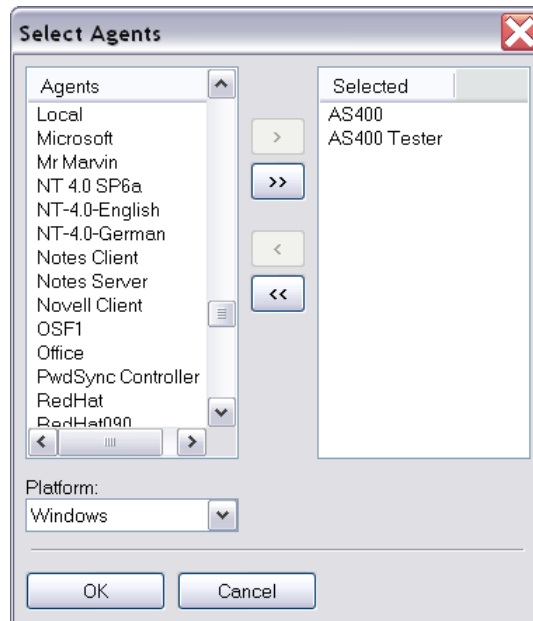 Select Agents
Agents
Local
Microsoft
Mr Marvin
NT 4.0 SP6a
NT-4.0-English
NT-4.0-German
Notes Client
Notes Server
Novell Client
OSF1
Office
PwdSync Controller
RedHat
RedHat090
>
>>
<
<<
Selected
AS400
AS400 Tester
Platform:
Windows
OK
Cancel